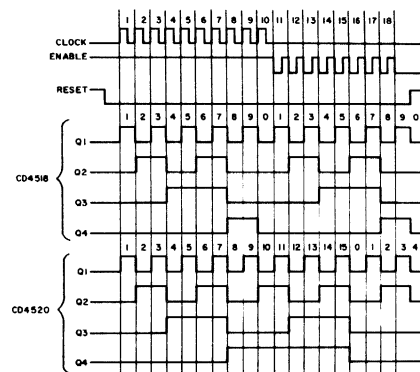 1 2 3 4 5 6 7 8 9 10 11 12 13 14 15 16 17 18
CLOCK
ENABLE
RESET
1 2 3 4 5 6 7 8 9 0 1 2 3 4 5 6 7 8 9 0
CD4518
Q1
Q2
Q3
Q4
1 2 3 4 5 6 7 8 9 10 11 12 13 14 15 0 1 2 3 4
CD4520
Q1
Q2
Q3
Q4